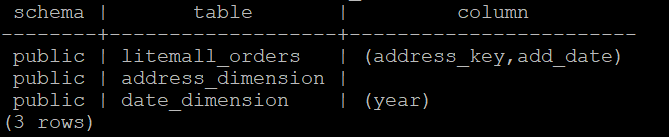 schema | table | column
--------+-------------------+------------------------
public | litemall_orders | (address_key,add_date)
public | address_dimension |
public | date_dimension | (year)
(3 rows)